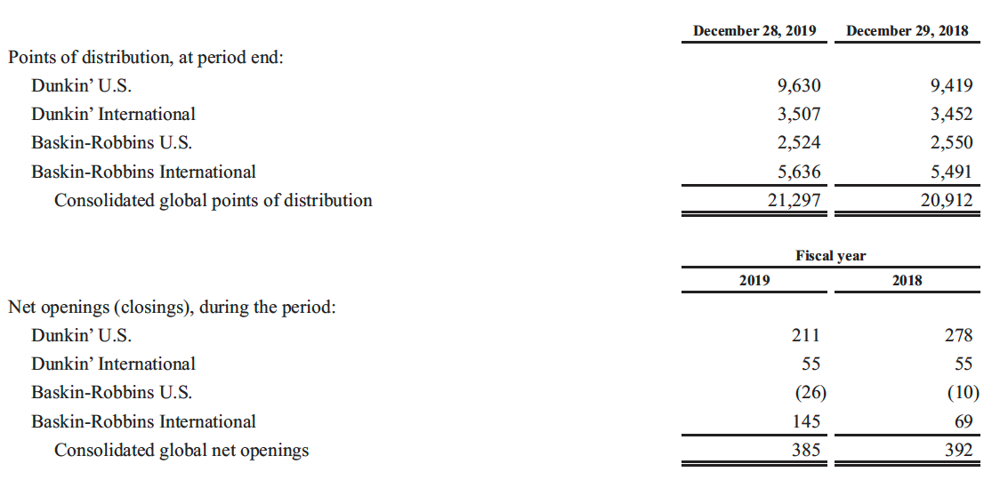 December 28, 2019 December 29, 2018
Points of distribution, at period end:
Dunkin’ U.S. 9,630 9,419
Dunkin’ International 3,507 3,452
Baskin-Robbins U.S. 2,524 2,550
Baskin-Robbins International 5,636 5,491
Consolidated global points of distribution 21,297 20,912
Fiscal year
2019 2018
Net openings (closings), during the period:
Dunkin’ U.S. 211 278
Dunkin’ International 55 55
Baskin-Robbins U.S. (26) (10)
Baskin-Robbins International 145 69
Consolidated global net openings 385 392